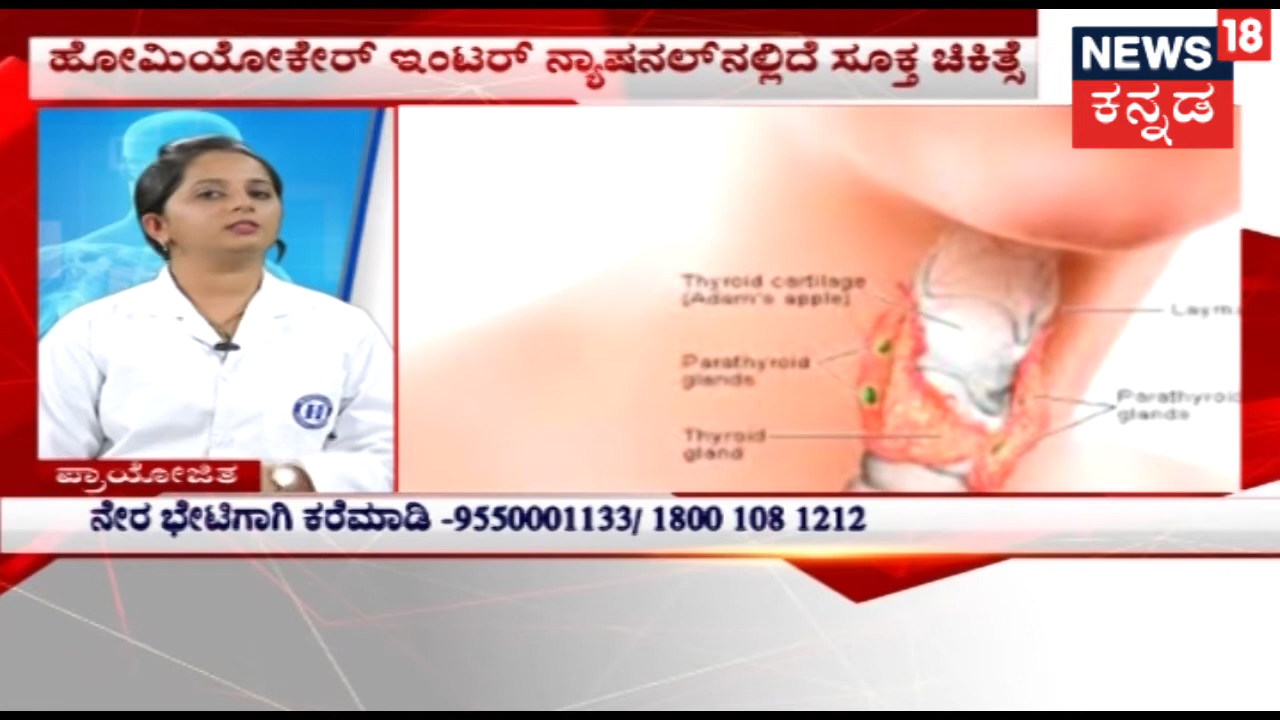 ಹೋಮಿಯೋಕೇರ್ ಇಂಟರ್ ನ್ಯಾಷನಲ್‌ನಲ್ಲಿದೆ ಸೂಕ್ತ ಚಿಕಿತ್ಸೆ
NEWS 18
ಕನ್ನಡ
Thyroid cartilage
(Adam's apple)
Parathyroid
glands
Thyroid
gland
Parathyroid
glands
H
ಪ್ರಾಯೋಜಿತ
ನೇರ ಭೇಟಿಗಾಗಿ ಕರೆಮಾಡಿ -9550001133/ 1800 108 1212